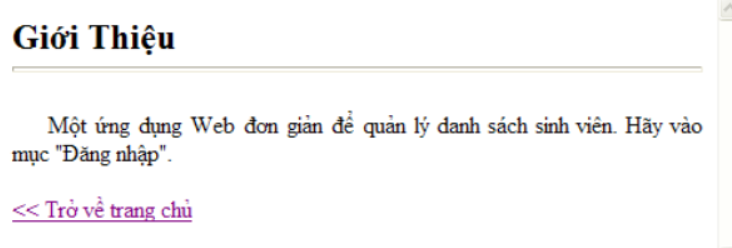 Giới Thiệu
Một ứng dụng Web đơn giản để quản lý danh sách sinh viên. Hãy vào
mục "Đăng nhập".
<< Trở về trang chủ